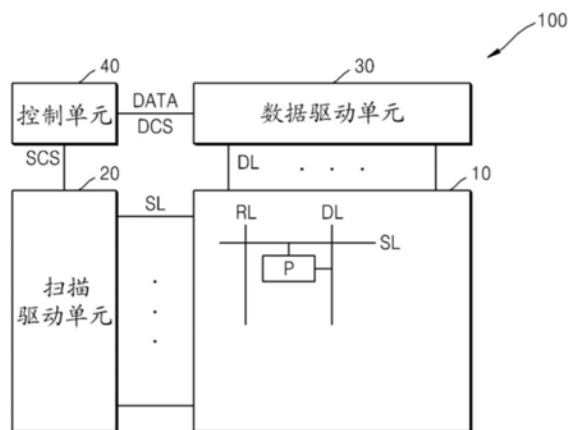 100
40
30
控制单元
DATA
DCS
数据驱动单元
SCS
DL
. . .
20
10
SL
RL
DL
SL
P
扫描
驱动单元